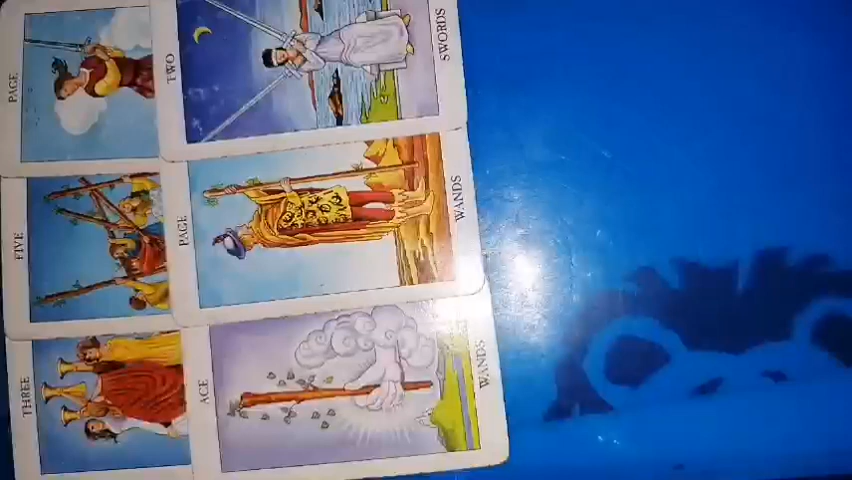 PAGE
TWO
SWORDS
FIVE
PAGE
WANDS
THREE
ACE
WANDS